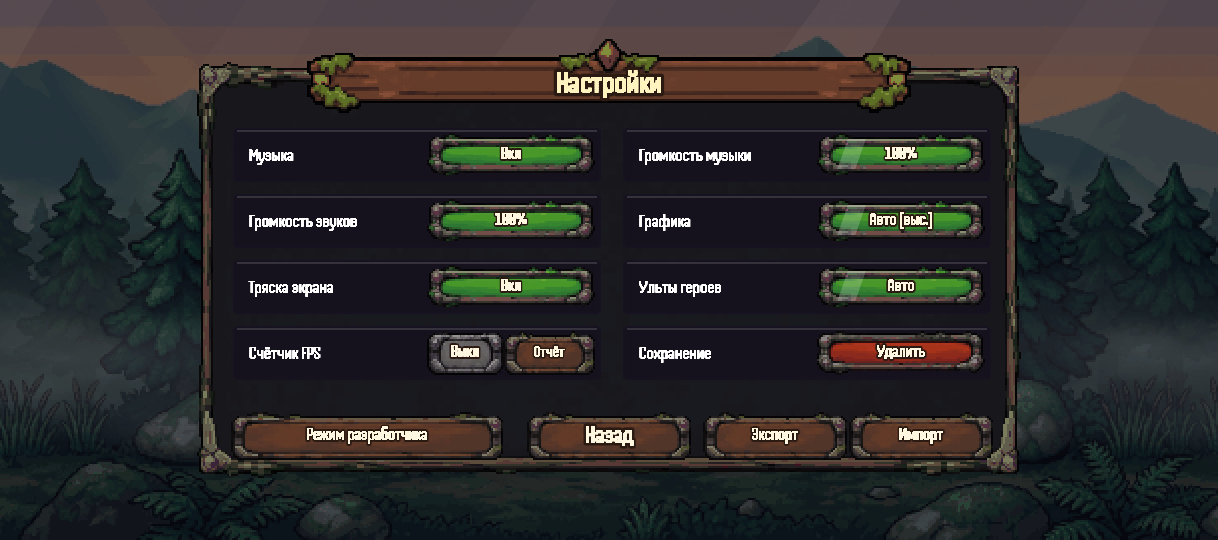 Настройки
Музыка
Вкл
Громкость музыки
100%
Громкость звуков
100%
Графика
Авто [выс.]
Тряска экрана
Вкл
Ульты героев
Авто
Счётчик FPS
Выкл
Отчёт
Сохранение
Удалить
Режим разработчика
Назад
Экспорт
Импорт